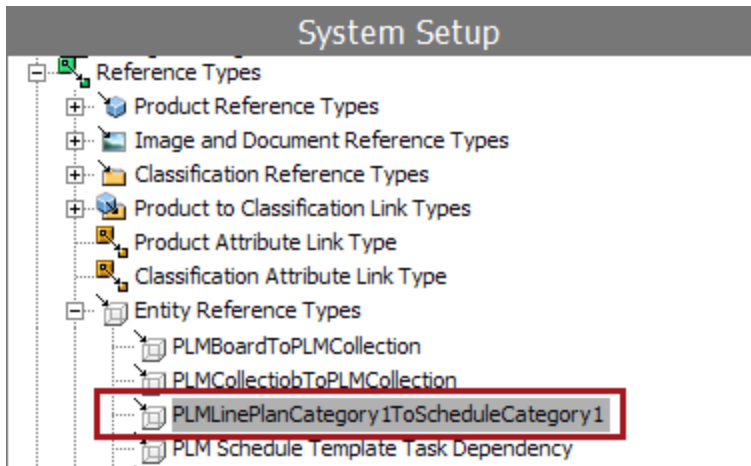 System Setup
Reference Types
Product Reference Types
Image and Document Reference Types
Classification Reference Types
Product to Classification Link Types
Product Attribute Link Type
Classification Attribute Link Type
Entity Reference Types
PLMBoardToPLMCollection
PLMCollectiobToPLMCollection
PLMLinePlanCategory1ToScheduleCategory1
PLM Schedule Template Task Dependency